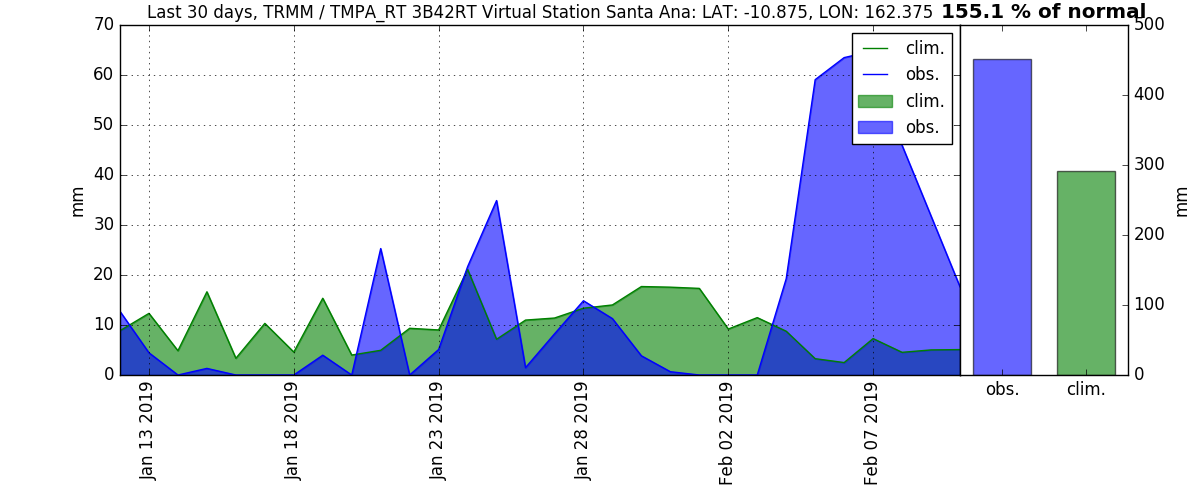 Last 30 days, TRMM / TMPA_RT 3B42RT Virtual Station Santa Ana: LAT: -10.875, LON: 162.375 155.1 % of normal
70
60
50
40
30
20
10
0
mm
clim.
obs.
clim.
obs.
500
400
300
200
100
0
mm
Jan 13 2019
Jan 18 2019
Jan 23 2019
Jan 28 2019
Feb 02 2019
Feb 07 2019
obs.
clim.